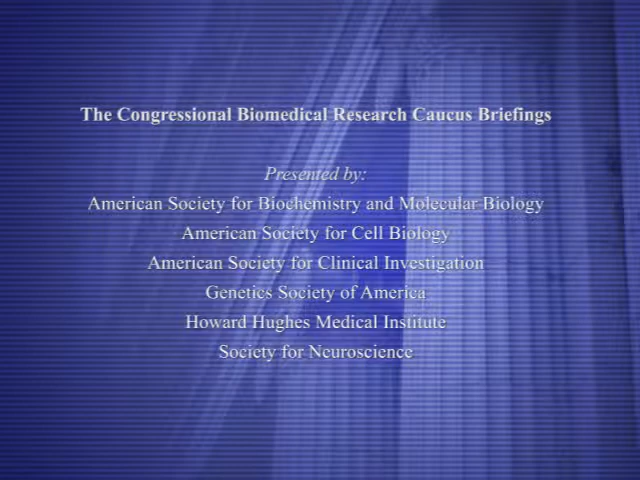 The Congressional Biomedical Research Caucus Briefings
Presented by:
American Society for Biochemistry and Molecular Biology
American Society for Cell Biology
American Society for Clinical Investigation
Genetics Society of America
Howard Hughes Medical Institute
Society for Neuroscience